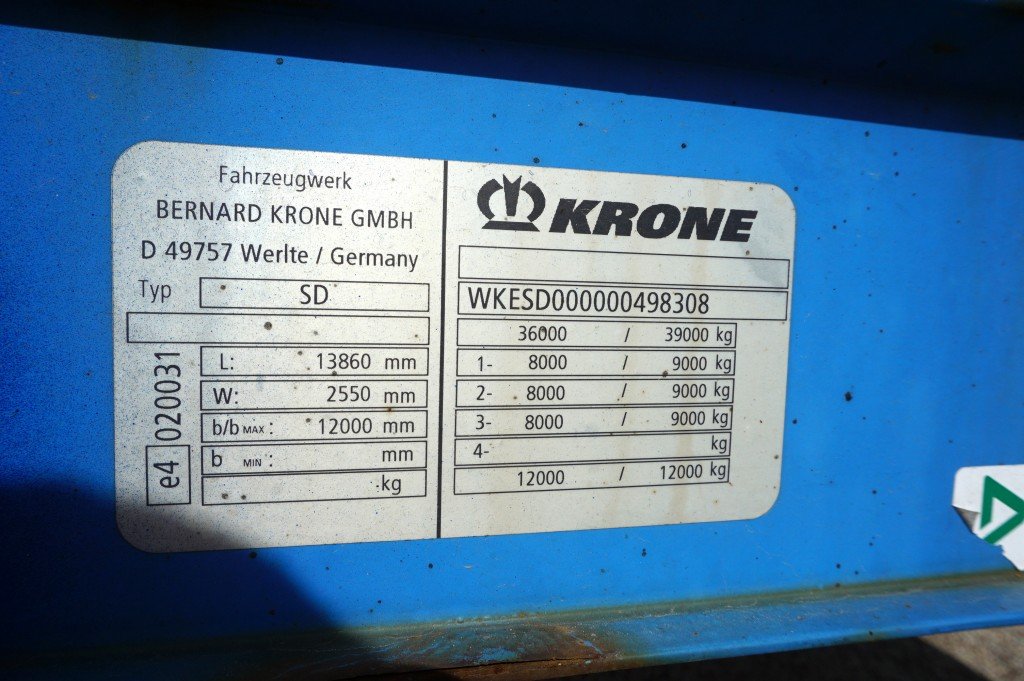 Fahrzeugwerk
BERNARD KRONE GMBH
D 49757 Werlte / Germany
Typ SD
L: 13860 mm
W: 2550 mm
b/b MAX : 12000 mm
b MIN : mm
kg
e4 020031
KRONE
WKESD000000498308
36000 / 39000 kg
1- 8000 / 9000 kg
2- 8000 / 9000 kg
3- 8000 / 9000 kg
4- kg
12000 / 12000 kg